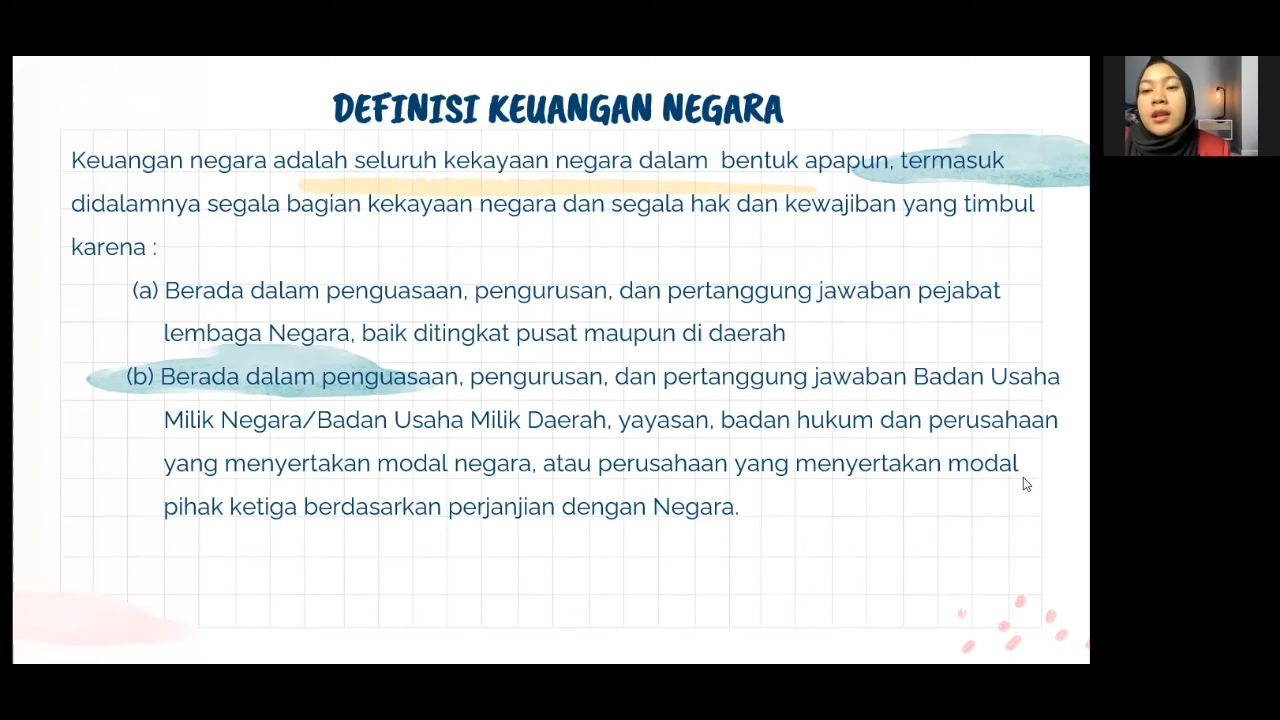 DEFINISI KEUANGAN NEGARA
Keuangan negara adalah seluruh kekayaan negara dalam bentuk apapun, termasuk
didalamnya segala bagian kekayaan negara dan segala hak dan kewajiban yang timbul
karena :
(a) Berada dalam penguasaan, pengurusan, dan pertanggung jawaban pejabat
lembaga Negara, baik ditingkat pusat maupun di daerah
(b) Berada dalam penguasaan, pengurusan, dan pertanggung jawaban Badan Usaha
Milik Negara/Badan Usaha Milik Daerah, yayasan, badan hukum dan perusahaan
yang menyertakan modal negara, atau perusahaan yang menyertakan modal
pihak ketiga berdasarkan perjanjian dengan Negara.